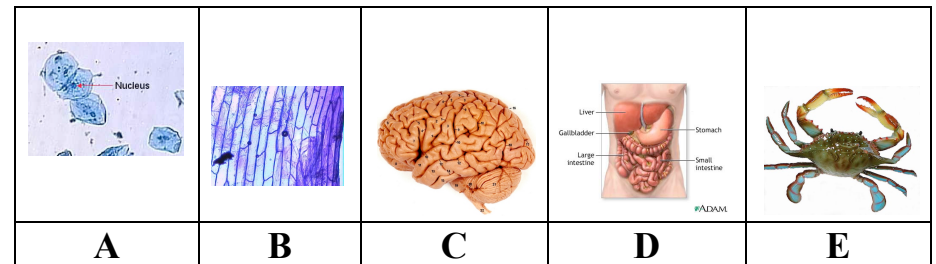 Nucleus
Liver
Gallbladder
Large
intestine
Stomach
Small
intestine
ADAM
A B C D E